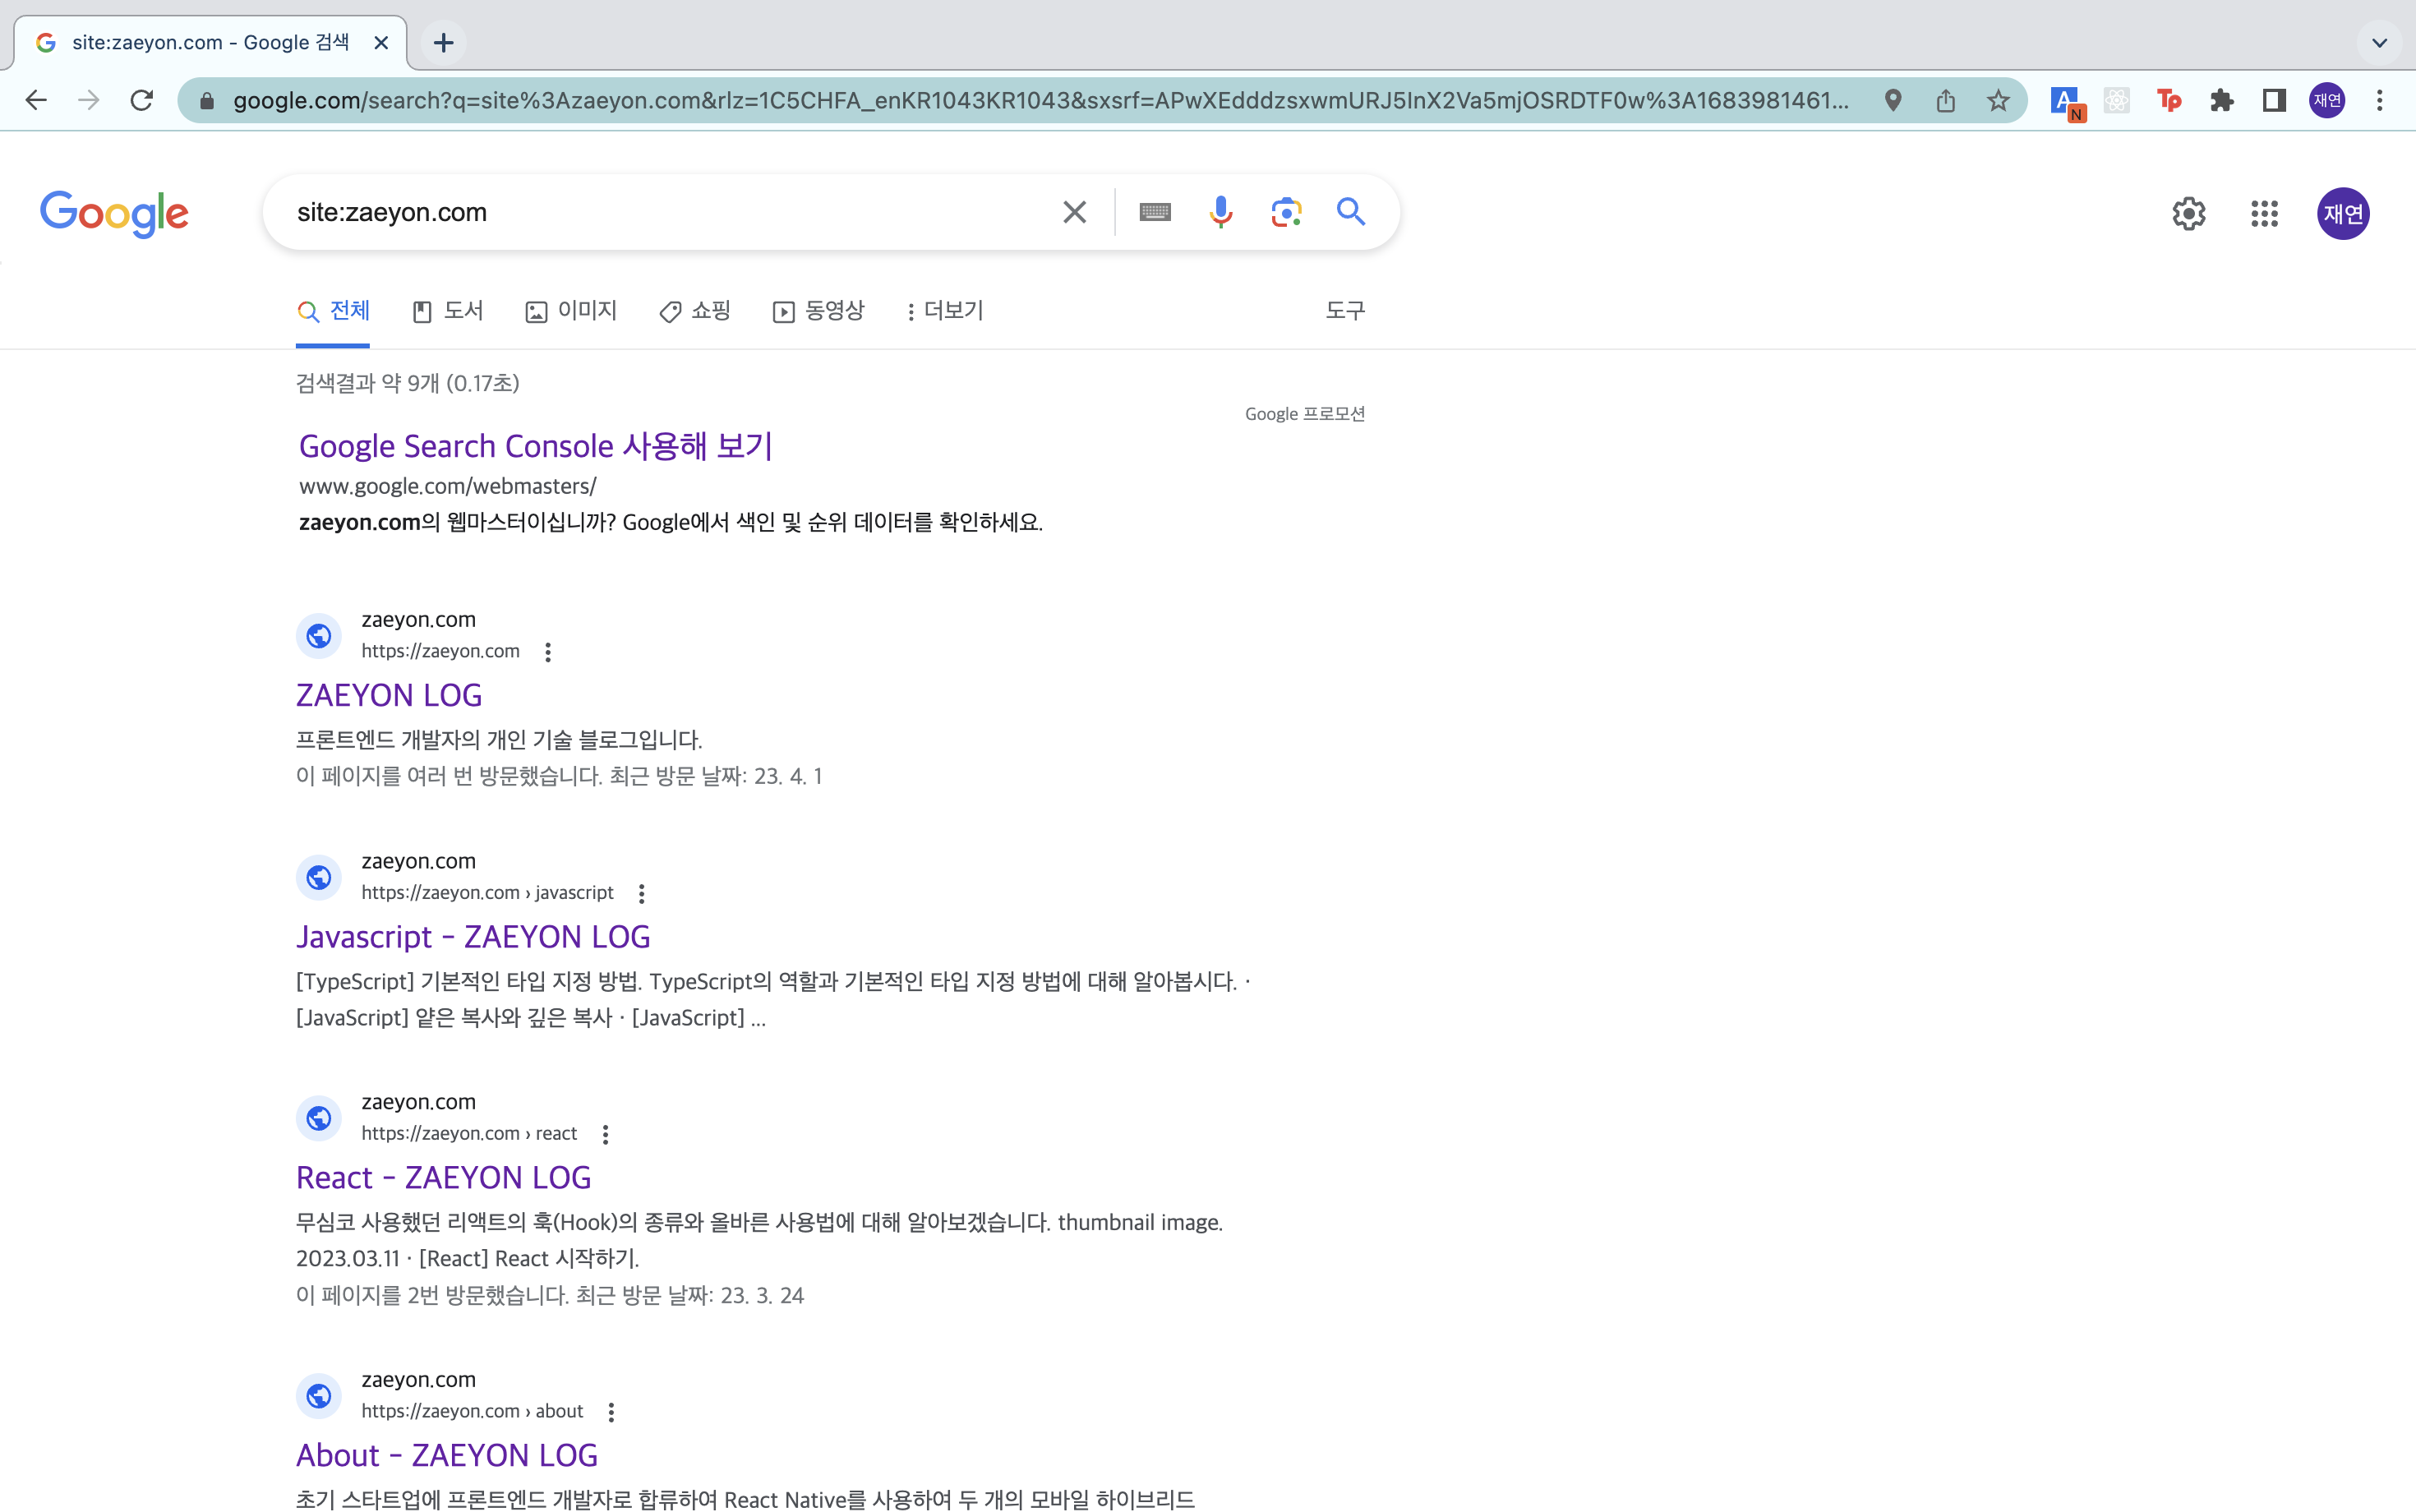 site:zaeyon.com - Google 검색
google.com/search?q=site%3Azaeyon.com&rlz=1C5CHFA_enKR1043KR1043&sxsrf=APwXEdddzsxwmURJ5InX2Va5mjOSRDTF0w%3A1683981461...
A N Tp 재연
Google site:zaeyon.com 재연
전체 도서 이미지 쇼핑 동영상 더보기 도구
검색결과 약 9개 (0.17초)
Google 프로모션
Google Search Console 사용해 보기
www.google.com/webmasters/
zaeyon.com의 웹마스터이십니까? Google에서 색인 및 순위 데이터를 확인하세요.
zaeyon.com
https://zaeyon.com
ZAEYON LOG
프론트엔드 개발자의 개인 기술 블로그입니다.
이 페이지를 여러 번 방문했습니다. 최근 방문 날짜: 23. 4. 1
zaeyon.com
https://zaeyon.com › javascript
Javascript - ZAEYON LOG
[TypeScript] 기본적인 타입 지정 방법. TypeScript의 역할과 기본적인 타입 지정 방법에 대해 알아봅시다. ·
[JavaScript] 얕은 복사와 깊은 복사 · [JavaScript] ...
zaeyon.com
https://zaeyon.com › react
React - ZAEYON LOG
무심코 사용했던 리액트의 훅(Hook)의 종류와 올바른 사용법에 대해 알아보겠습니다. thumbnail image.
2023.03.11 · [React] React 시작하기.
이 페이지를 2번 방문했습니다. 최근 방문 날짜: 23. 3. 24
zaeyon.com
https://zaeyon.com › about
About - ZAEYON LOG
초기 스타트업에 프론트엔드 개발자로 합류하여 React Native를 사용하여 두 개의 모바일 하이브리드